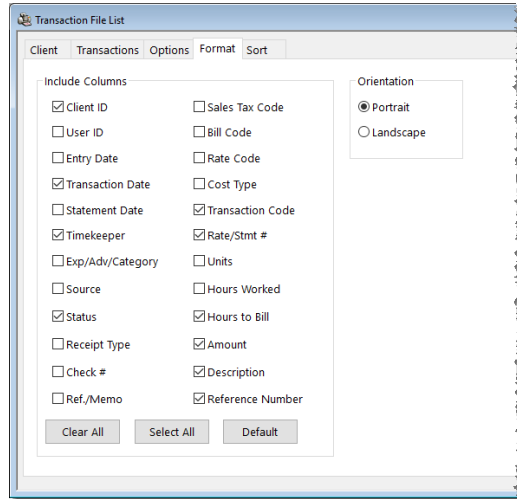 Transaction File List
Client Transactions Options Format Sort
Include Columns
Client ID
User ID
Entry Date
Transaction Date
Statement Date
Timekeeper
Exp/Adv/Category
Source
Status
Receipt Type
Check #
Ref./Memo
Sales Tax Code
Bill Code
Rate Code
Cost Type
Transaction Code
Rate/Stmt #
Units
Hours Worked
Hours to Bill
Amount
Description
Reference Number
Clear All Select All Default
Orientation
Portrait
Landscape